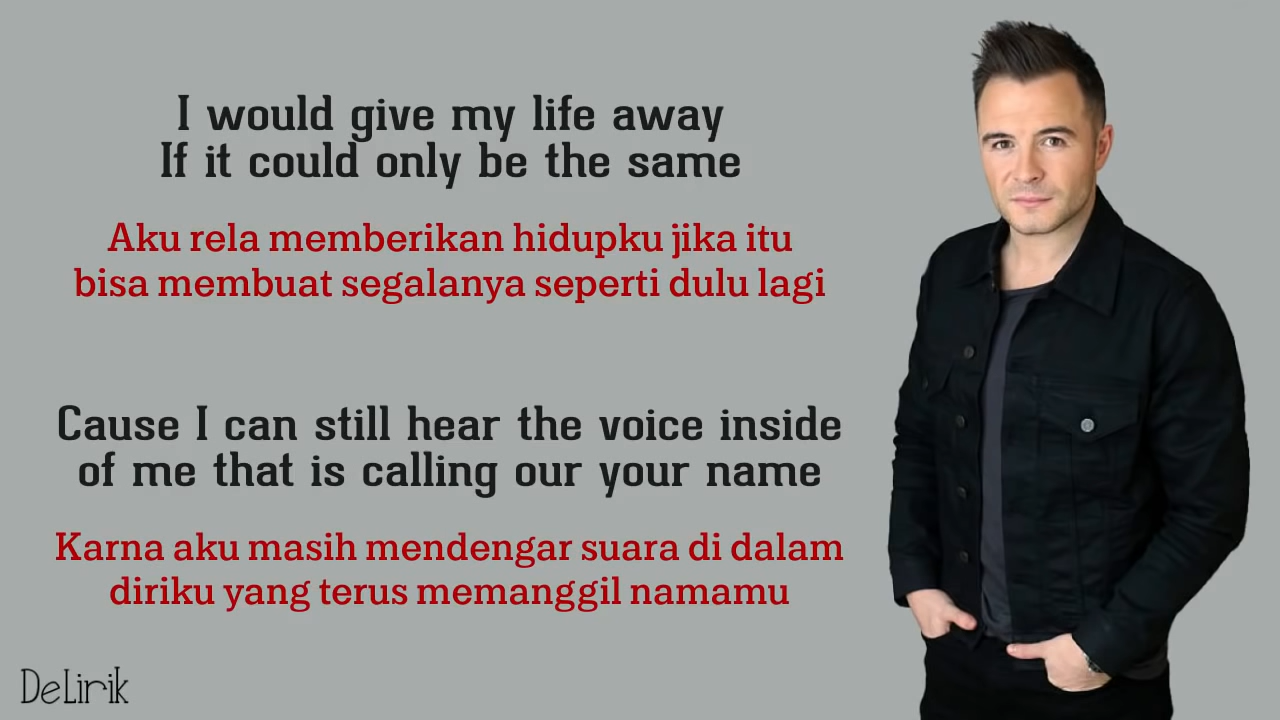 I would give my life away
If it could only be the same
Aku rela memberikan hidupku jika itu
bisa membuat segalanya seperti dulu lagi
Cause I can still hear the voice inside
of me that is calling our your name
Karna aku masih mendengar suara di dalam
diriku yang terus memanggil namamu
DeLirik